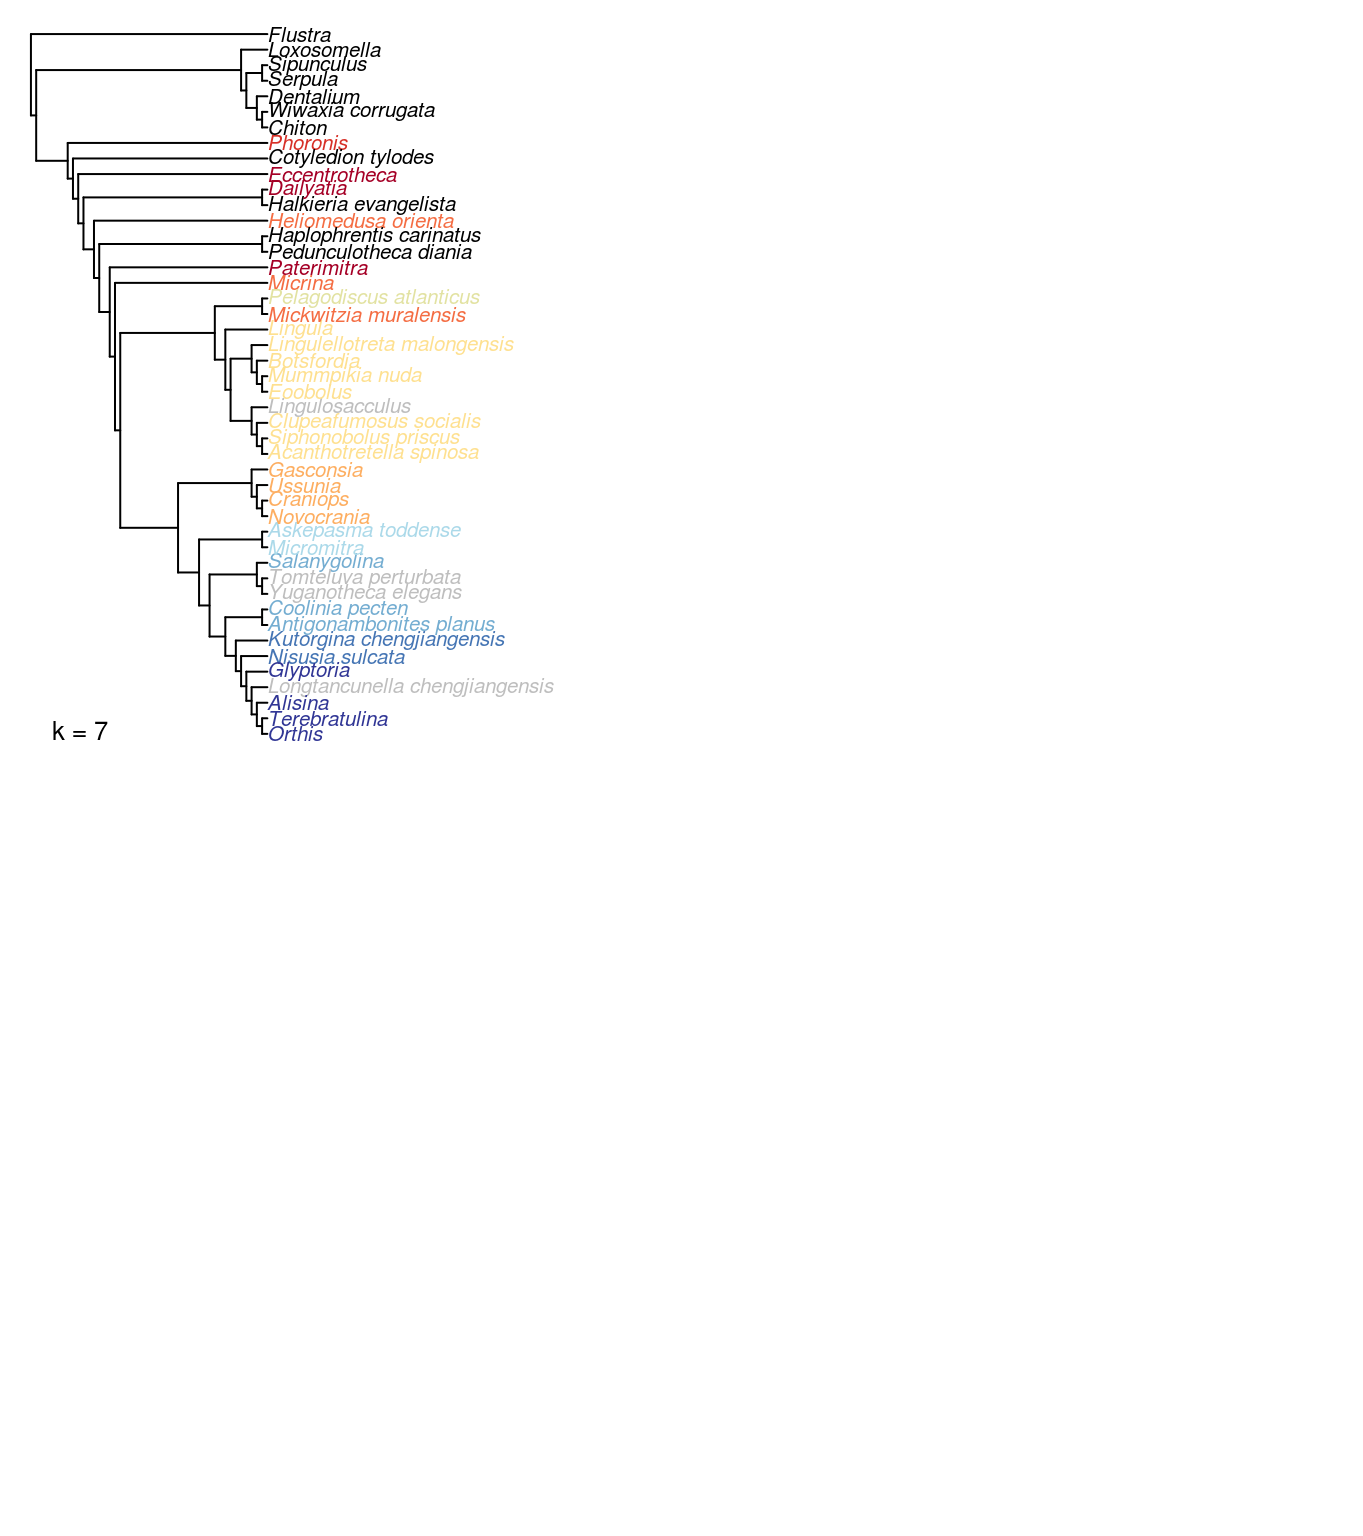 Flustra
Loxosomella
Sipunculus
Serpula
Dentalium
Wiwaxia corrugata
Chiton
Phoronis
Cotyledion tylodes
Eccentrotheca
Dailyatia
Halkieria evangelista
Heliomedusa orienta
Haplophrentis carinatus
Pedunculotheca diania
Paterimitra
Micrina
Pelagodiscus atlanticus
Mickwitzia muralensis
Lingula
Lingulellotreta malongensis
Botsfordia
Mummpikia nuda
Eoobolus
Lingulosacculus
Clupeafumosus socialis
Siphonobolus priscus
Acanthotretella spinosa
Gasconsia
Ussunia
Craniops
Novocrania
Askepasma toddense
Micromitra
Salanygolina
Tomteluva perturbata
Yuganotheca elegans
Coolinia pecten
Antigonambonites planus
Kutorgina chengjiangensis
Nisusia sulcata
Glyptoria
Longtancunella chengjiangensis
Alisina
Terebratulina
Orthis
k = 7